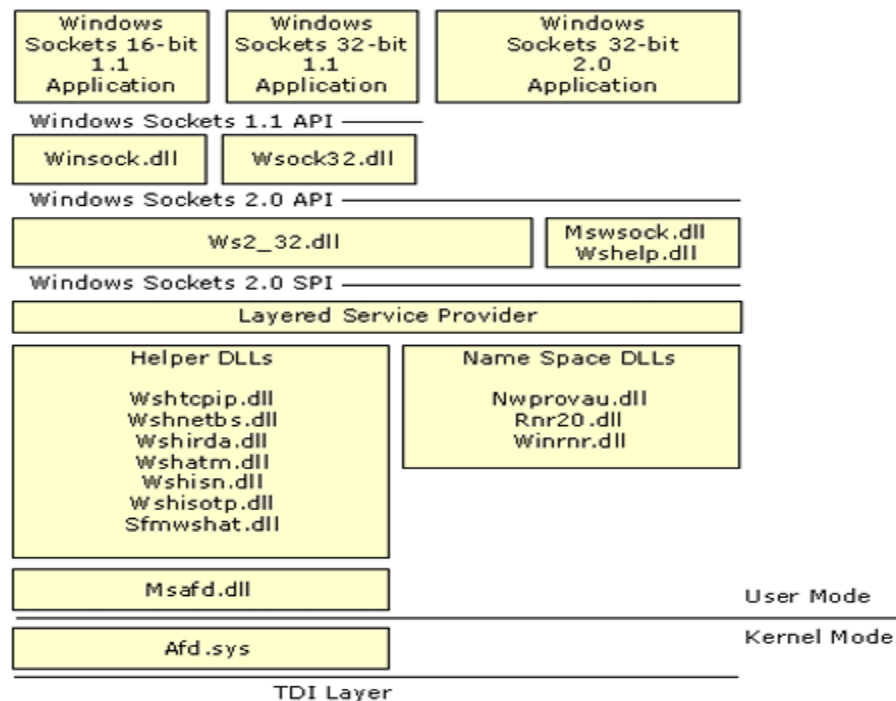 Windows
Sockets 16-bit
1.1
Application
Windows
Sockets 32-bit
1.1
Application
Windows
Sockets 32-bit
2.0
Application
Windows Sockets 1.1 API
Winsock.dll
Wsock32.dll
Windows Sockets 2.0 API
Ws2_32.dll
Mswsock.dll
Wshelp.dll
Windows Sockets 2.0 SPI
Layered Service Provider
Helper DLLs
Wshtcpip.dll
Wshnetbs.dll
Wshirda.dll
Wshatm.dll
Wshisn.dll
Wshisotp.dll
Sfmwshat.dll
Name Space DLLs
Nwprovau.dll
Rnr20.dll
Winrnr.dll
Msafd.dll
User Mode
Kernel Mode
Afd.sys
TDI Layer